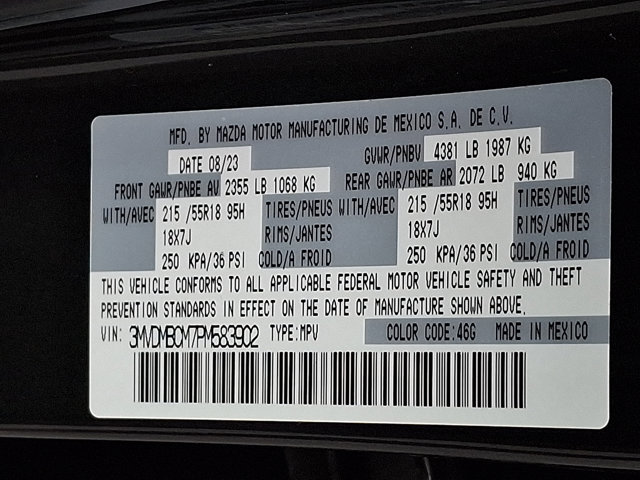 MFD. BY MAZDA MOTOR MANUFACTURING DE MEXICO S.A. DE C.V.
DATE 08/23 GVWR/PNBV 4381 LB 1987 KG
FRONT GAWR/PNBE AV 2355 LB 1068 KG REAR GAWR/PNBE AR 2072 LB 940 KG
WITH/AVEC 215 /55R18 95H TIRES/PNEUS WITH/AVEC 215 /55R18 95H TIRES/PNEUS
18X7J RIMS/JANTES 18X7J RIMS/JANTES
250 KPA/36 PSI COLD/A FROID 250 KPA/36 PSI COLD/A FROID
THIS VEHICLE CONFORMS TO ALL APPLICABLE FEDERAL MOTOR VEHICLE SAFETY AND THEFT
PREVENTION STANDARDS IN EFFECT ON THE DATE OF MANUFACTURE SHOWN ABOVE.
VIN: 3MVDMBCM7PM583902 TYPE:MPV COLOR CODE:46G MADE IN MEXICO